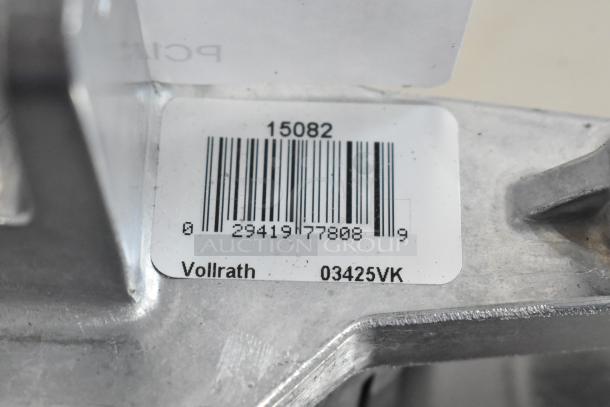 15082
0 29419 77808 9
AUCTION GROUP
Vollrath 03425VK